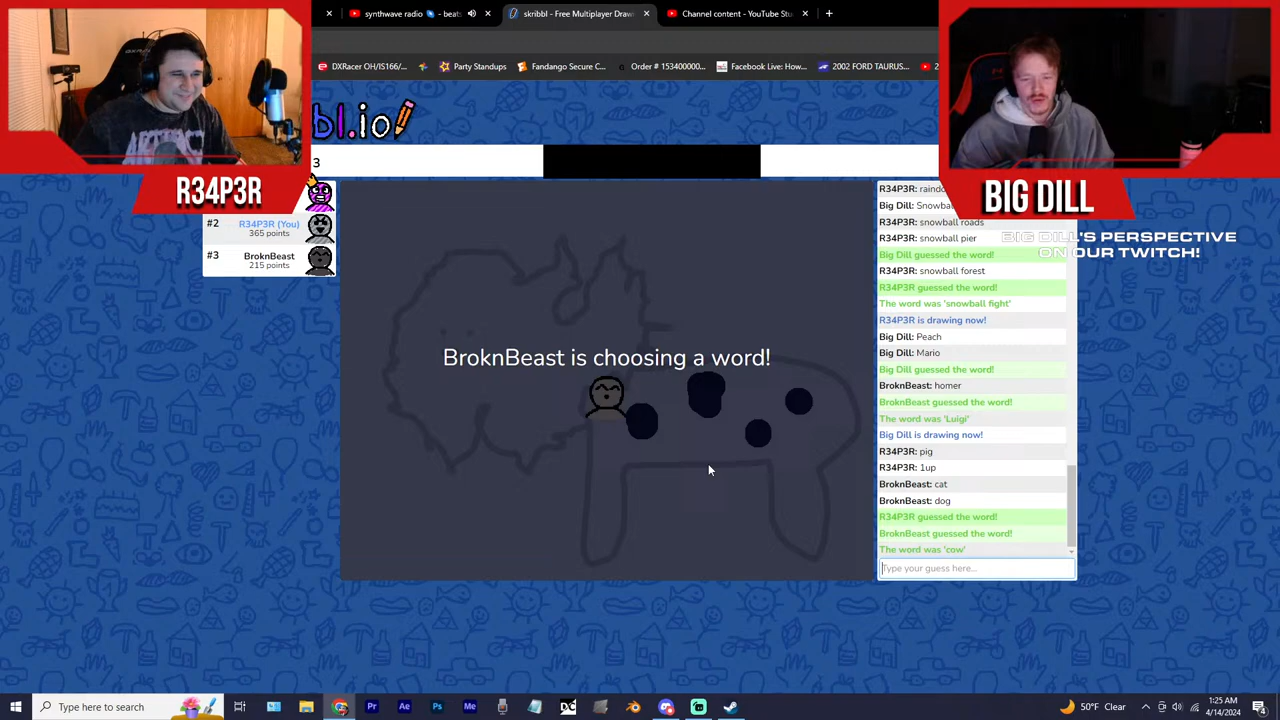 synthwave radio - beats
skribbl - Free Multiplayer Draw
Channel content - YouTube Stu
DXRacer OH/IS166/...
Party Standups
Fandango Secure C...
Order # 153400000...
Facebook Live: How...
2002 FORD TAURUS...
bl.io
3
R34P3R
BIG DILL
BIG DILL'S PERSPECTIVE
ON OUR TWITCH!
#2 R34P3R (You)
365 points
#3 BroknBeast
215 points
BroknBeast is choosing a word!
R34P3R: raindo
Big Dill: Snowba
R34P3R: snowball roads
R34P3R: snowball pier
Big Dill guessed the word!
R34P3R: snowball forest
R34P3R guessed the word!
The word was 'snowball fight'
R34P3R is drawing now!
Big Dill: Peach
Big Dill: Mario
Big Dill guessed the word!
BroknBeast: homer
BroknBeast guessed the word!
The word was 'Luigi'
Big Dill is drawing now!
R34P3R: pig
R34P3R: 1up
BroknBeast: cat
BroknBeast: dog
R34P3R guessed the word!
BroknBeast guessed the word!
The word was 'cow'
Type your guess here...
Type here to search
50°F Clear
1:25 AM
4/14/2024